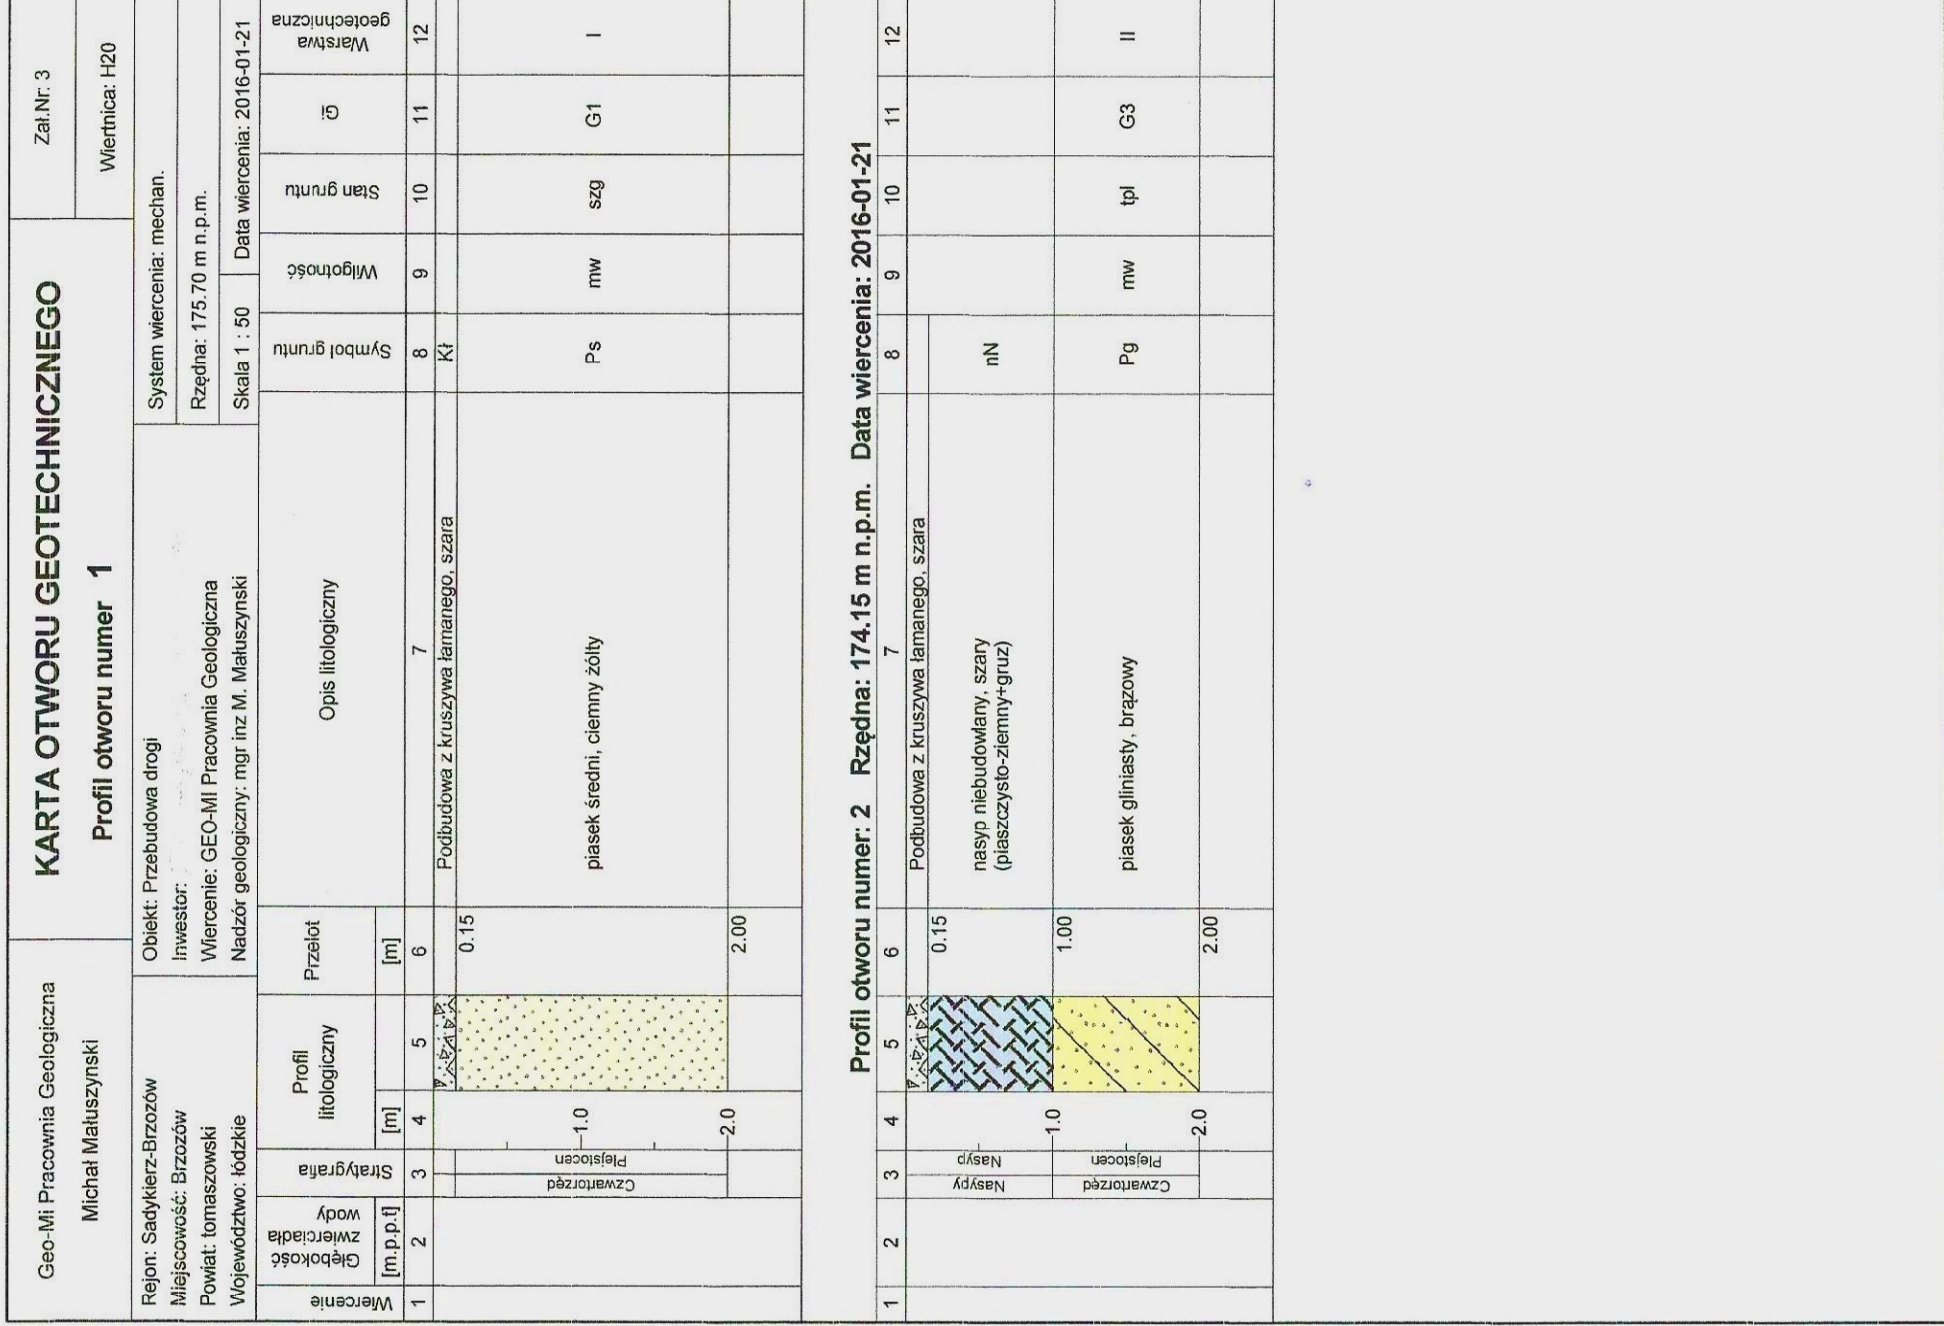 Geo-Mi Pracownia Geologiczna
Michał Małuszynski
KARTA OTWORU GEOTECHNICZNEGO
Profil otworu numer 1
Zał.Nr: 3
Wiertnica: H20
Rejon: Sadykierz-Brzozów
Miejscowość: Brzozów
Powiat: tomaszowski
Województwo: łódzkie
Obiekt: Przebudowa drogi
Inwestor:
Wiercenie: GEO-MI Pracownia Geologiczna
Nadzór geologiczny: mgr inz M. Małuszynski
System wiercenia: mechan.
Rzędna: 175.70 m n.p.m.
Skala 1 : 50
Data wiercenia: 2016-01-21
Wiercenie
Głębokość
zwierciadła
wody
[m.p.p.t]
Stratygrafia
[m]
Profil
litologiczny
Przelot
[m]
Opis litologiczny
Symbol gruntu
Wilgotność
Stan gruntu
Gi
Warstwa
geotechniczna
1 2 3 4 5 6 7 8 9 10 11 12
Podbudowa z kruszywa łamanego, szara
Kł
0.15
Czwartorzęd
Plejstocen
1.0
piasek średni, ciemny żółty
Ps
mw
szg
G1
I
2.0
2.00
Profil otworu numer: 2 Rzędna: 174.15 m n.p.m. Data wiercenia: 2016-01-21
1 2 3 4 5 6 7 8 9 10 11 12
Podbudowa z kruszywa łamanego, szara
0.15
Nasypy
Nasyp
nasyp niebudowlany, szary
(piaszczysto-ziemny+gruz)
nN
1.0
1.00
Czwartorzęd
Plejstocen
piasek gliniasty, brązowy
Pg
mw
tpl
G3
II
2.0
2.00